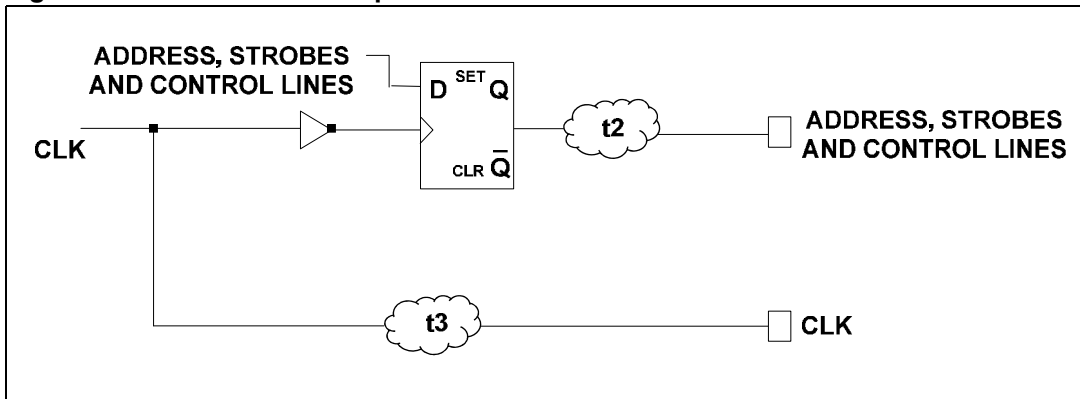 ADDRESS, STROBES
AND CONTROL LINES
CLK
D
SET
Q
CLR
Q̅
t2
ADDRESS, STROBES
AND CONTROL LINES
t3
CLK